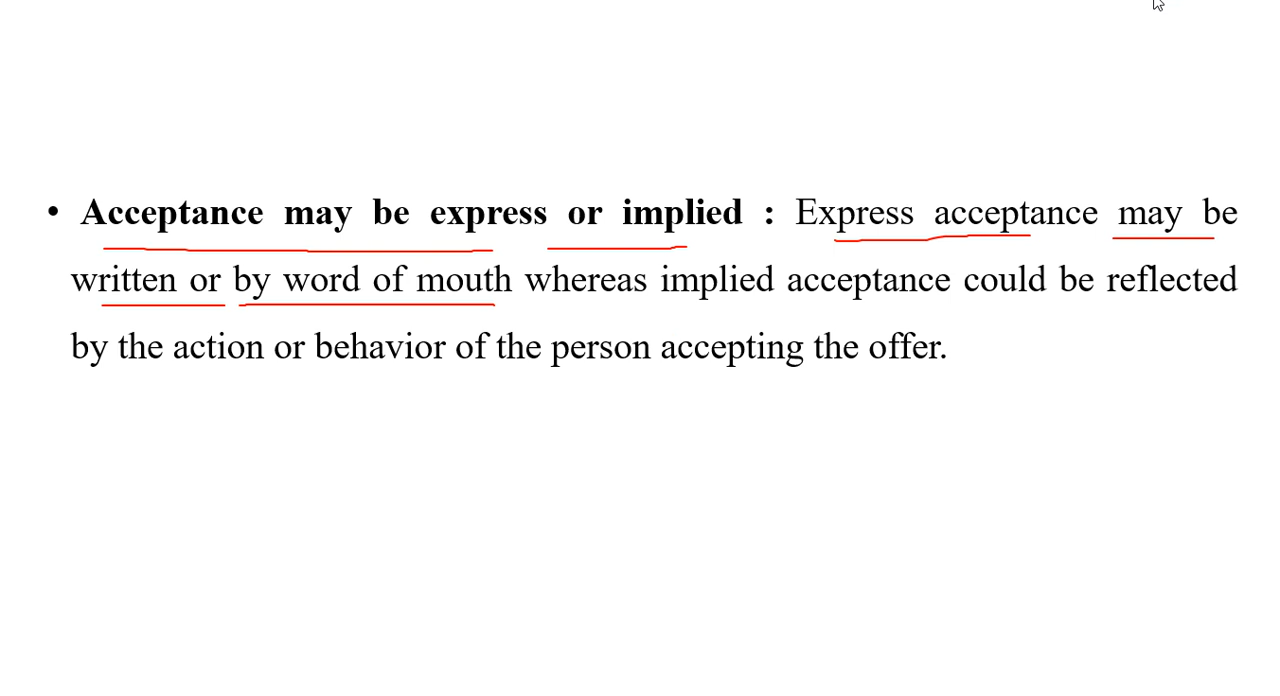 • Acceptance may be express or implied : Express acceptance may be
written or by word of mouth whereas implied acceptance could be reflected
by the action or behavior of the person accepting the offer.